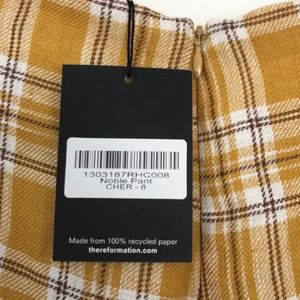 1303187RHC008
Noble Pant
CHER - 8
Made from 100% recycled paper
thereformation.com